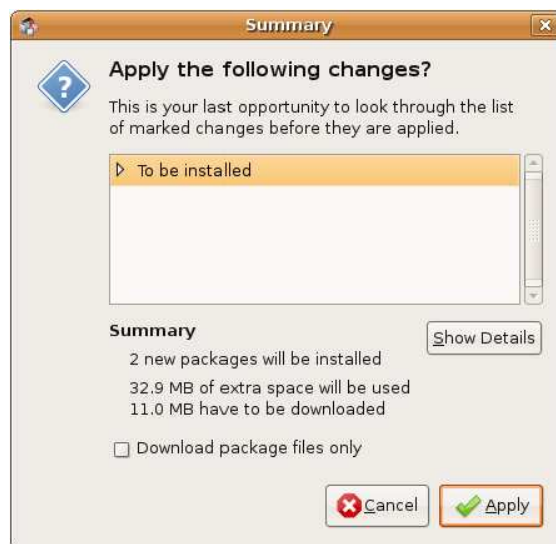 Summary
Apply the following changes?
This is your last opportunity to look through the list
of marked changes before they are applied.
To be installed
Summary
Show Details
2 new packages will be installed
32.9 MB of extra space will be used
11.0 MB have to be downloaded
Download package files only
Cancel
Apply